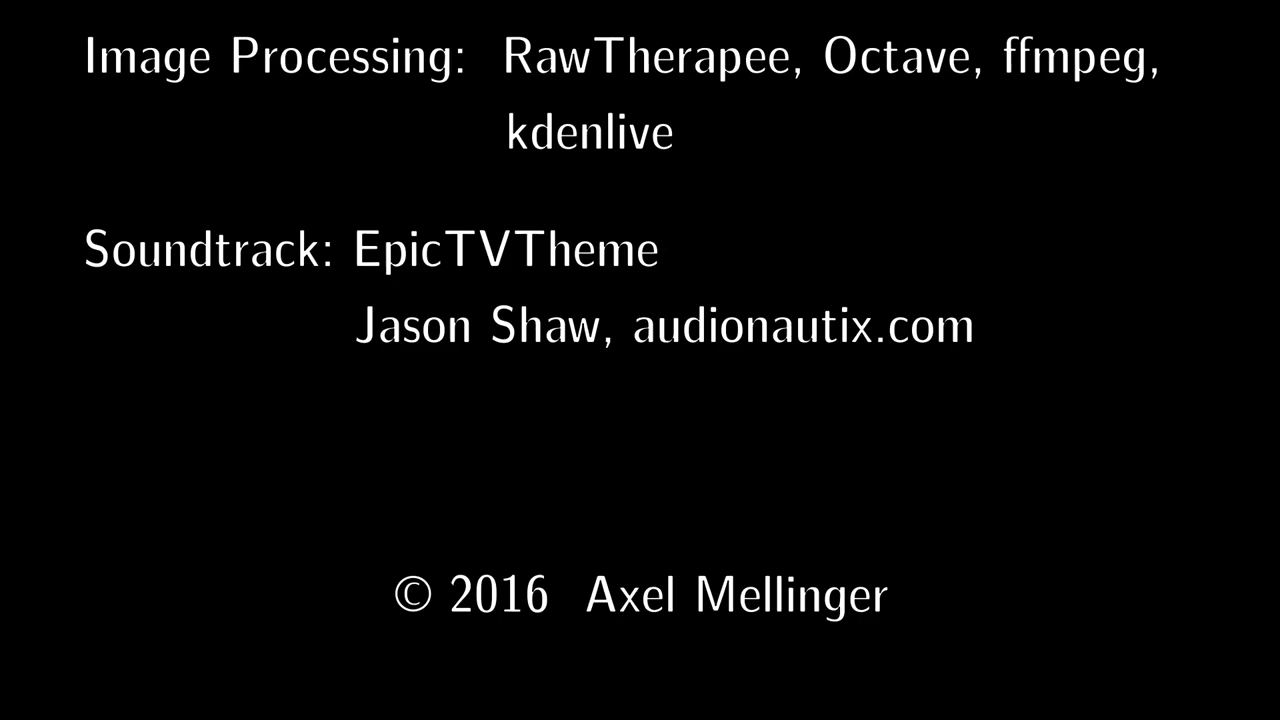 Image Processing: RawTherapee, Octave, ffmpeg,
kdenlive
Soundtrack: EpicTVTheme
Jason Shaw, audionautix.com
© 2016 Axel Mellinger